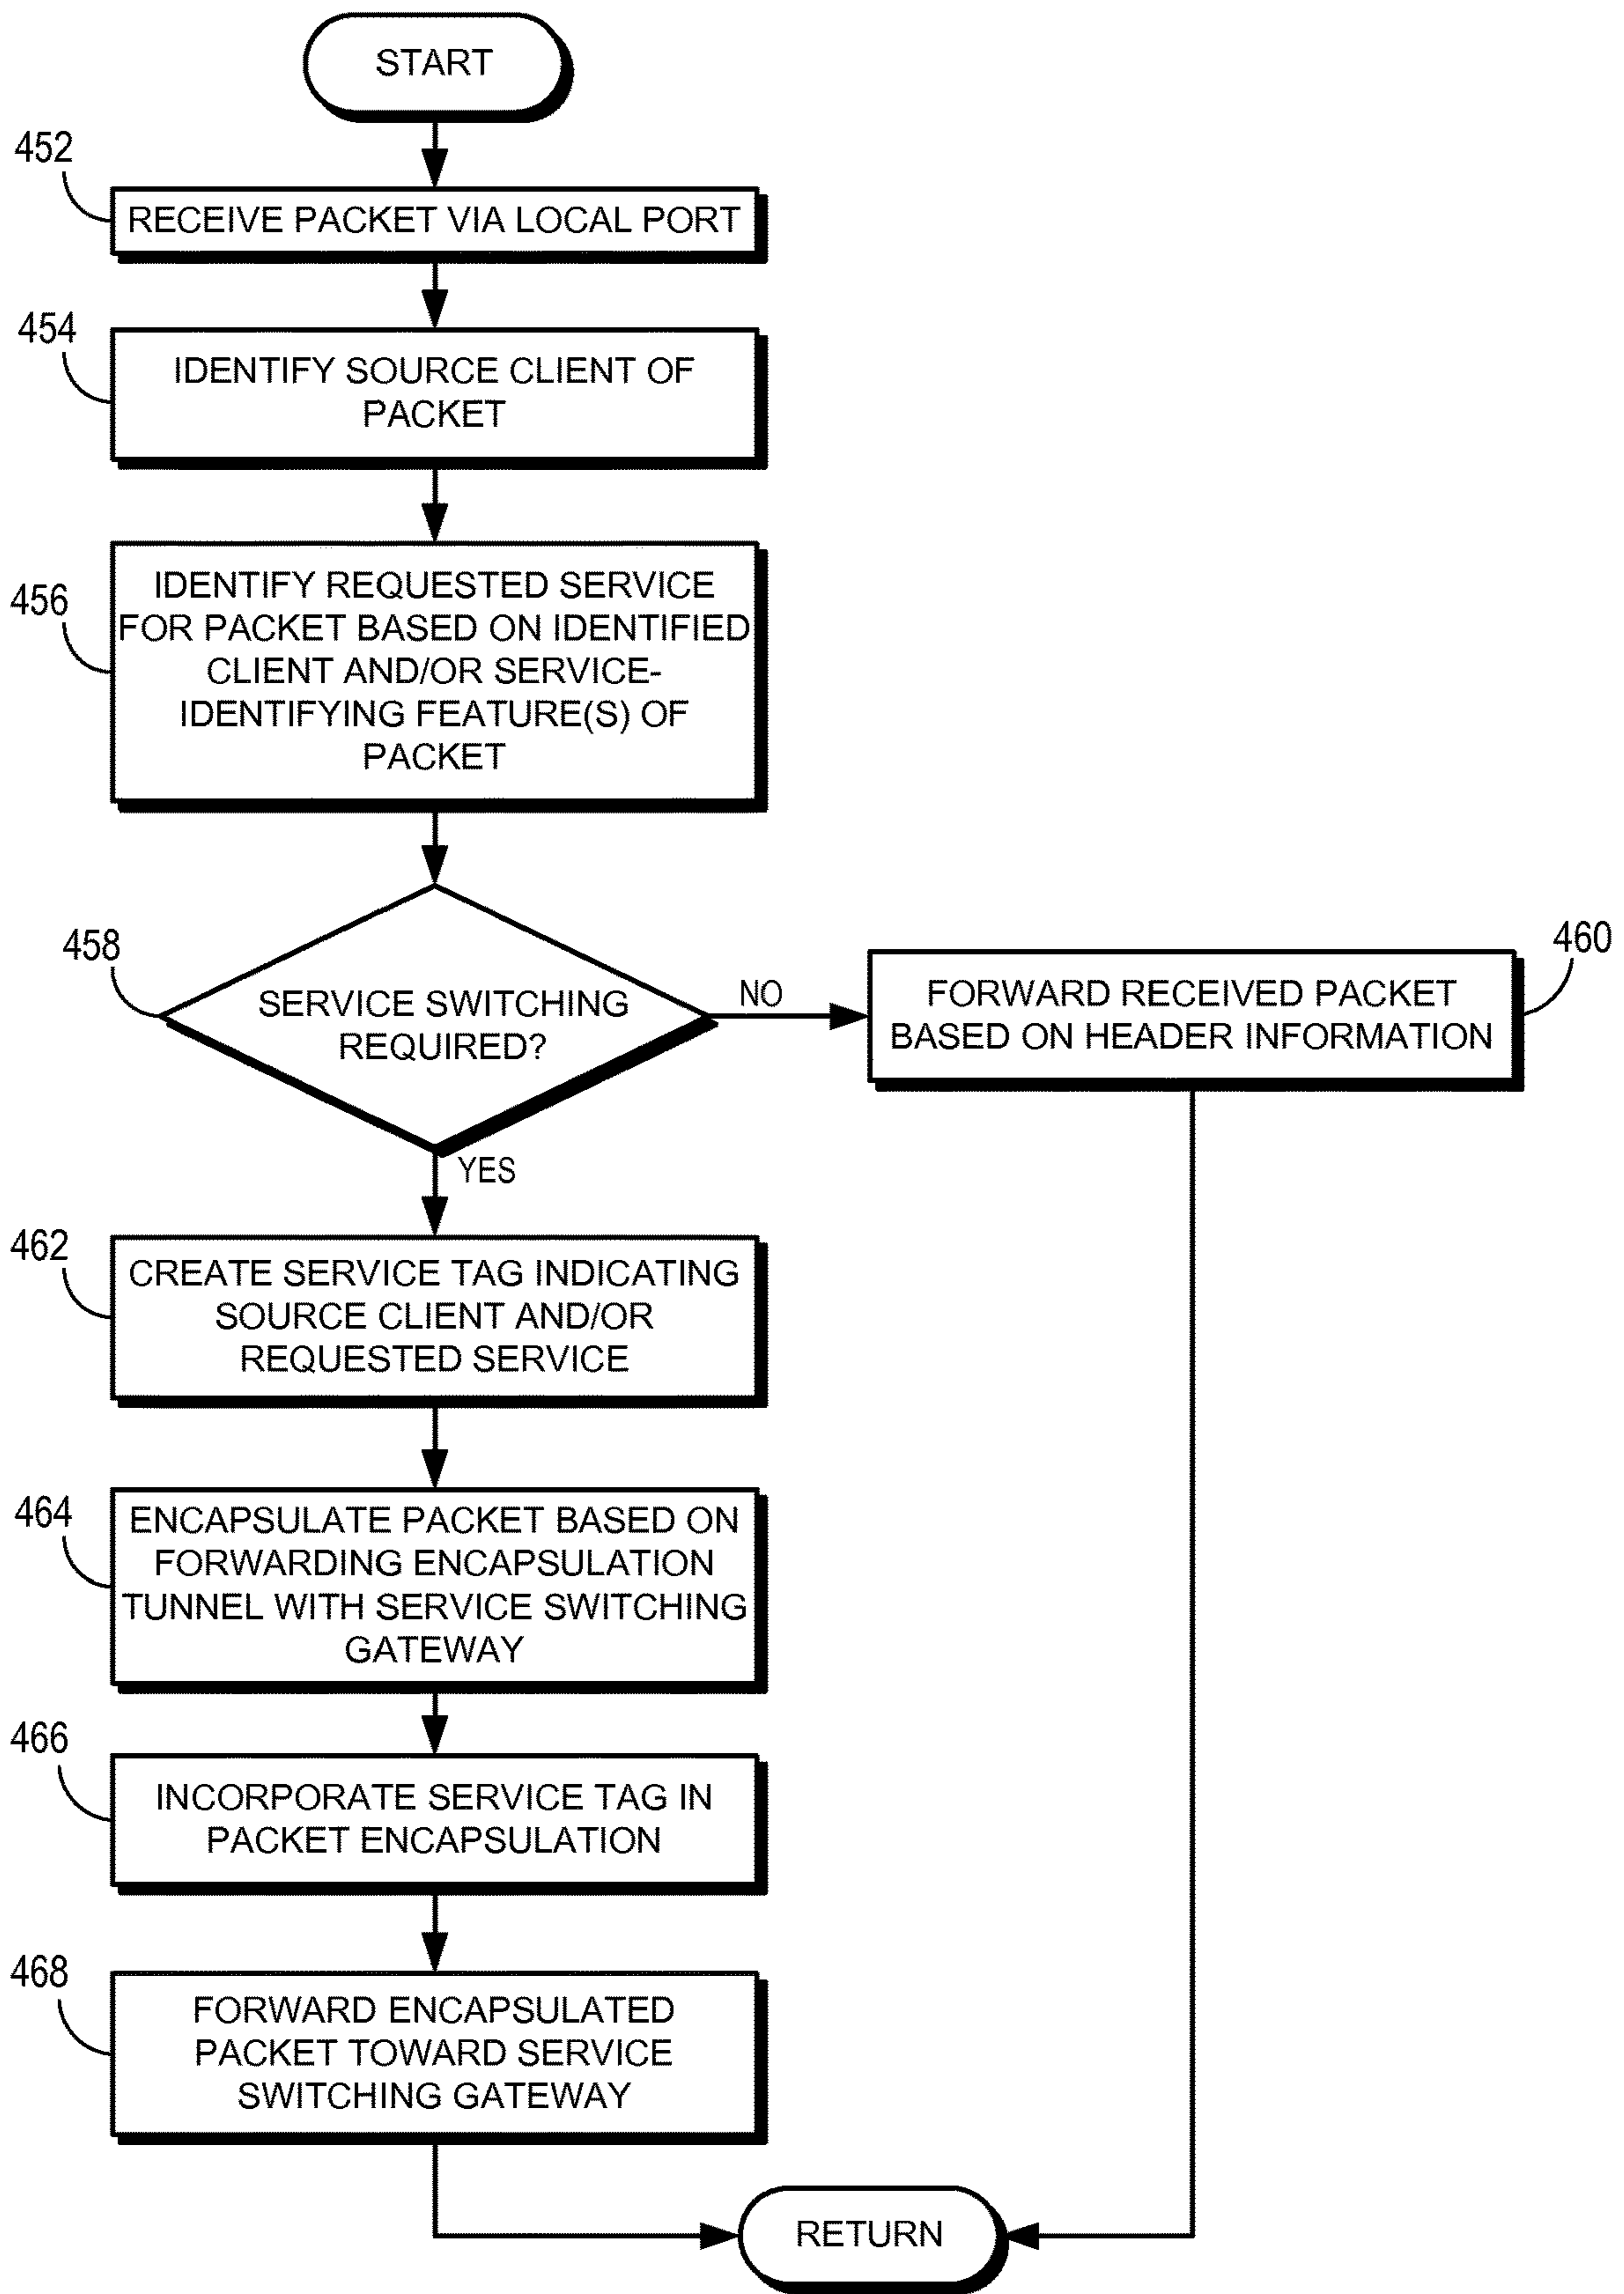 START
452
RECEIVE PACKET VIA LOCAL PORT
454
IDENTIFY SOURCE CLIENT OF
PACKET
456
IDENTIFY REQUESTED SERVICE
FOR PACKET BASED ON IDENTIFIED
CLIENT AND/OR SERVICE-
IDENTIFYING FEATURE(S) OF
PACKET
458
SERVICE SWITCHING
REQUIRED?
NO
460
FORWARD RECEIVED PACKET
BASED ON HEADER INFORMATION
YES
462
CREATE SERVICE TAG INDICATING
SOURCE CLIENT AND/OR
REQUESTED SERVICE
464
ENCAPSULATE PACKET BASED ON
FORWARDING ENCAPSULATION
TUNNEL WITH SERVICE SWITCHING
GATEWAY
466
INCORPORATE SERVICE TAG IN
PACKET ENCAPSULATION
468
FORWARD ENCAPSULATED
PACKET TOWARD SERVICE
SWITCHING GATEWAY
RETURN